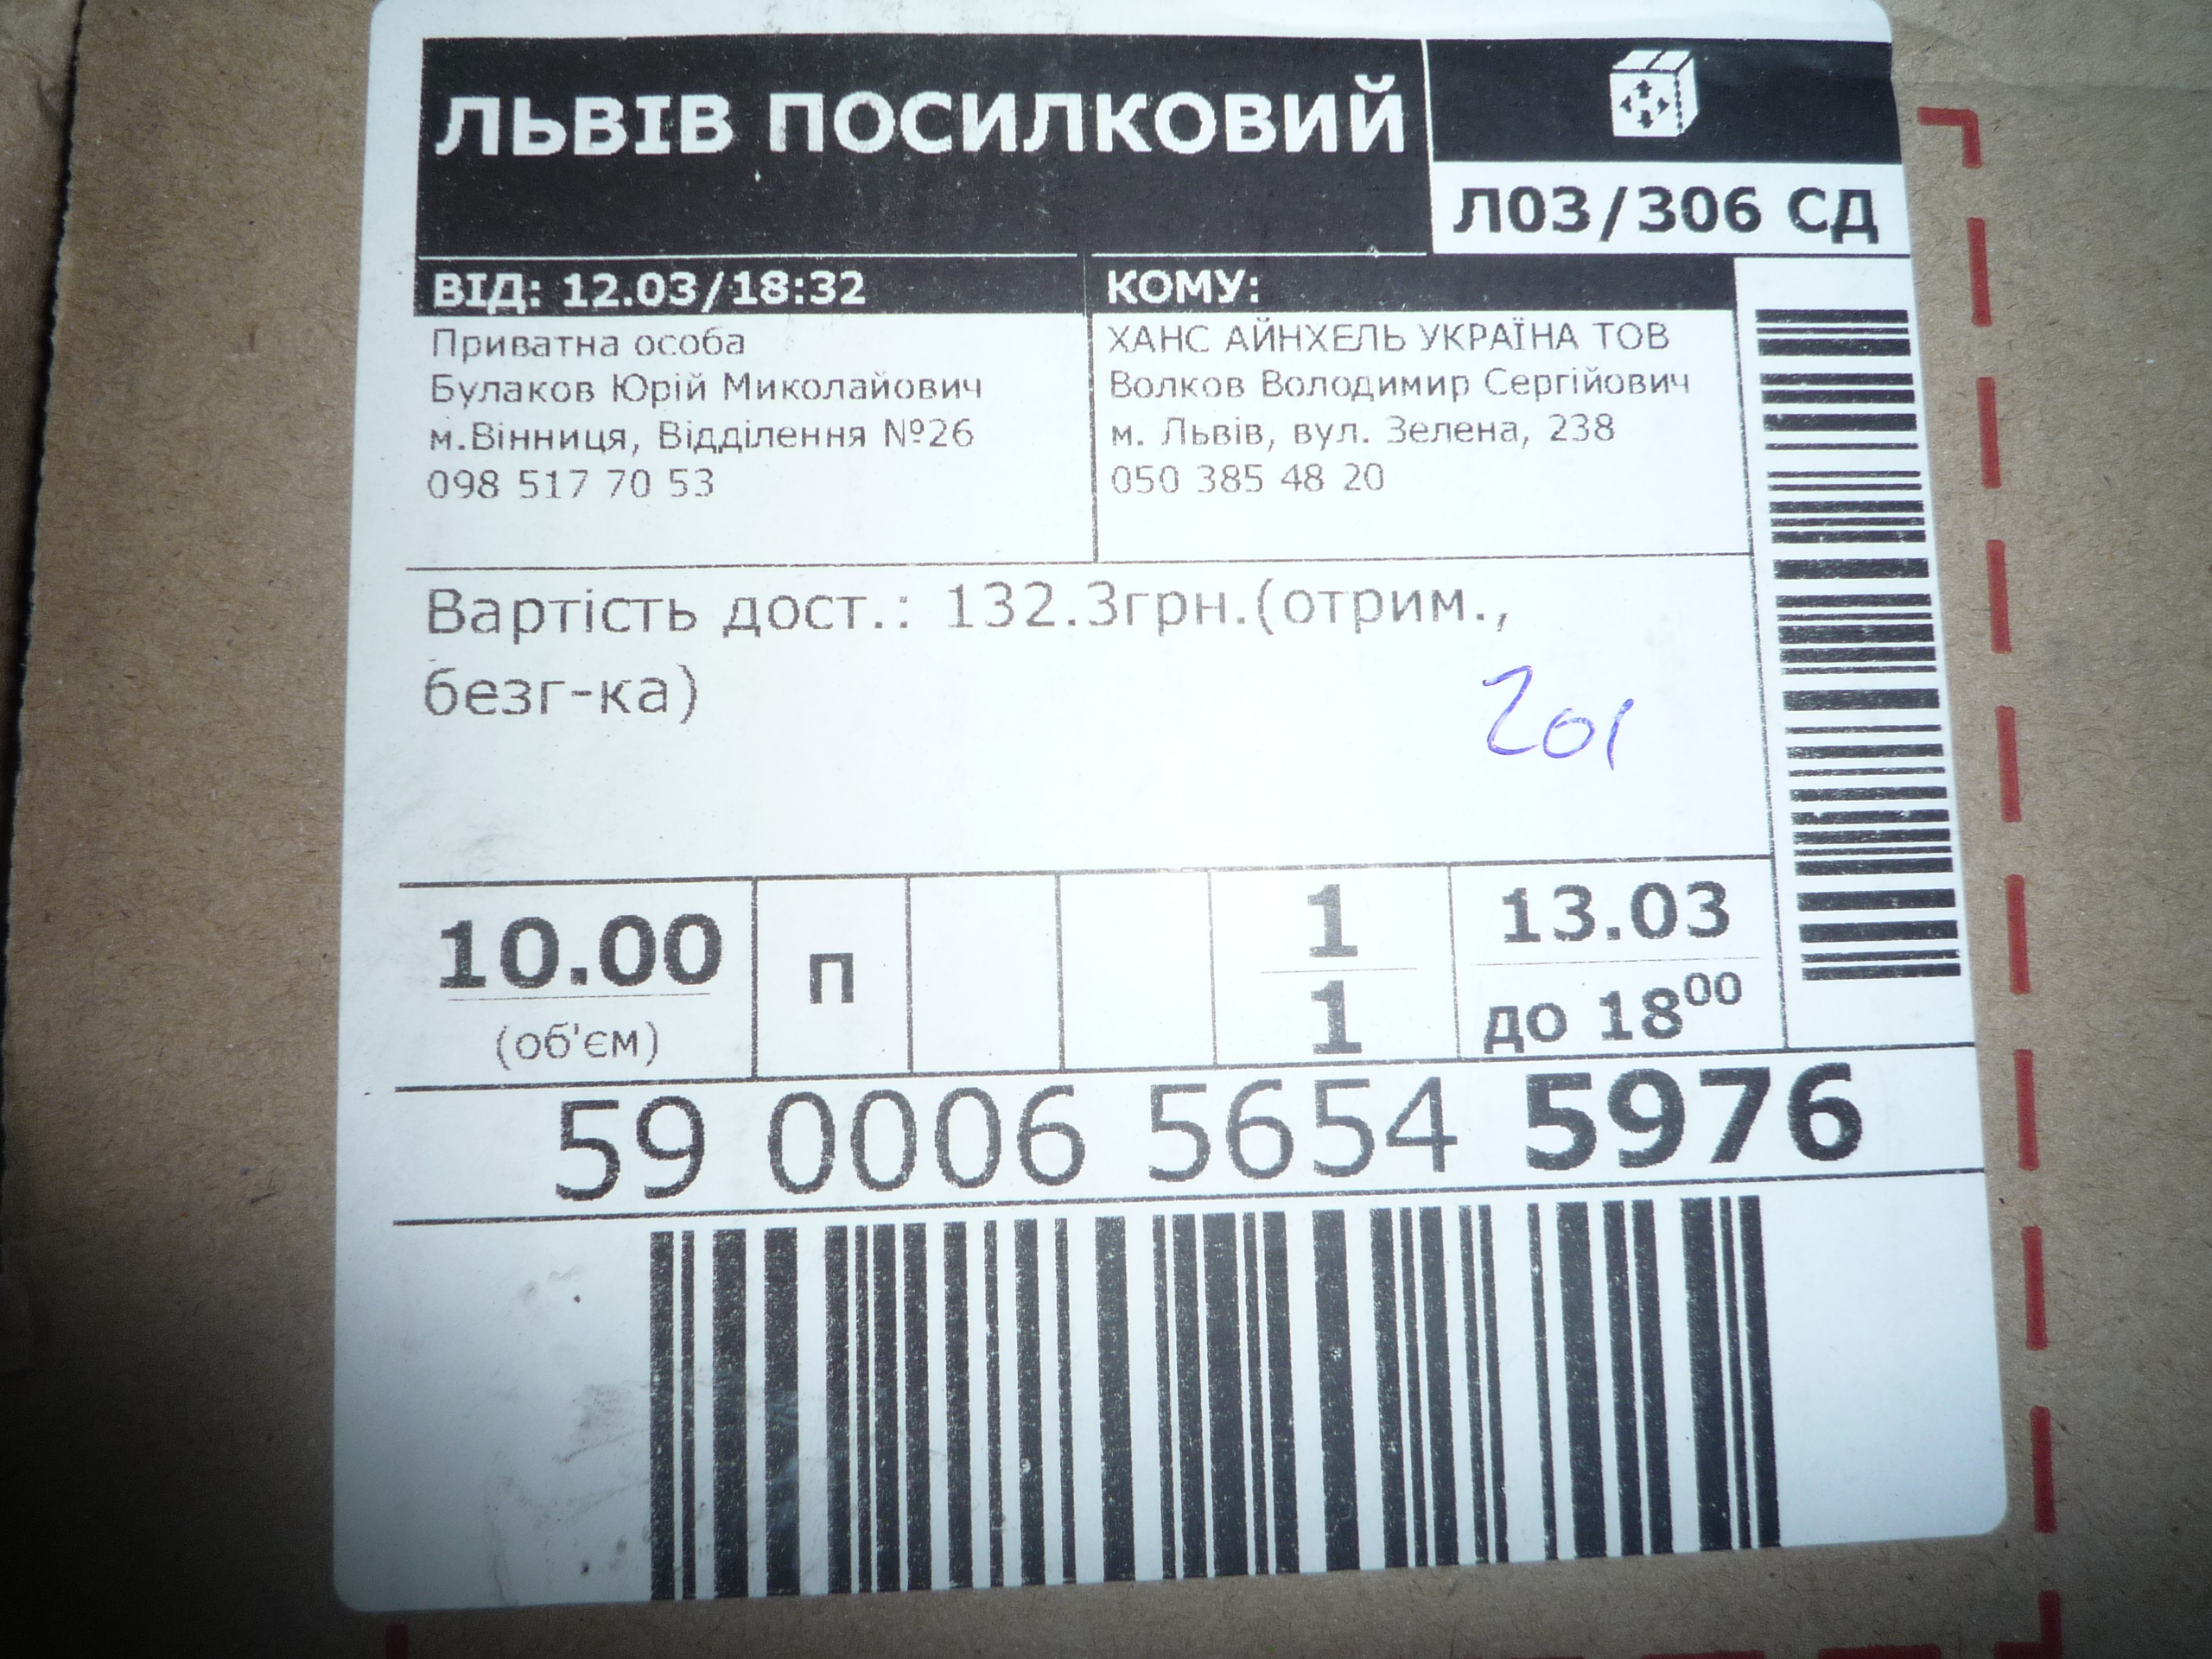 ЛЬВІВ ПОСИЛКОВИЙ
Л03/306 СД
ВІД: 12.03/18:32
Приватна особа
Булаков Юрій Миколайович
м.Вінниця, Відділення №26
098 517 70 53
КОМУ:
ХАНС АЙНХЕЛЬ УКРАЇНА ТОВ
Волков Володимир Сергійович
м. Львів, вул. Зелена, 238
050 385 48 20
Вартість дост.: 132.3грн.(отрим.,
безг-ка)
201
10.00
(об'єм)
п
1
1
13.03
до 18⁰⁰
59 0006 5654 5976